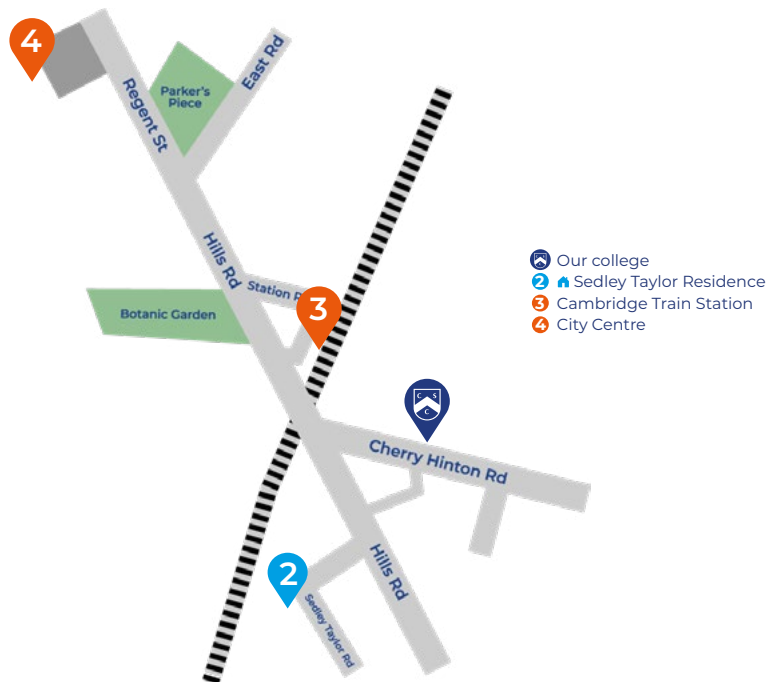 4
East Rd
Parker's
Piece
Regent St
Hills Rd
Station R
3
Botanic Garden
Our college
2 Sedley Taylor Residence
3 Cambridge Train Station
4 City Centre
C S
C
Cherry Hinton Rd
Hills Rd
2
Sedley Taylor Rd